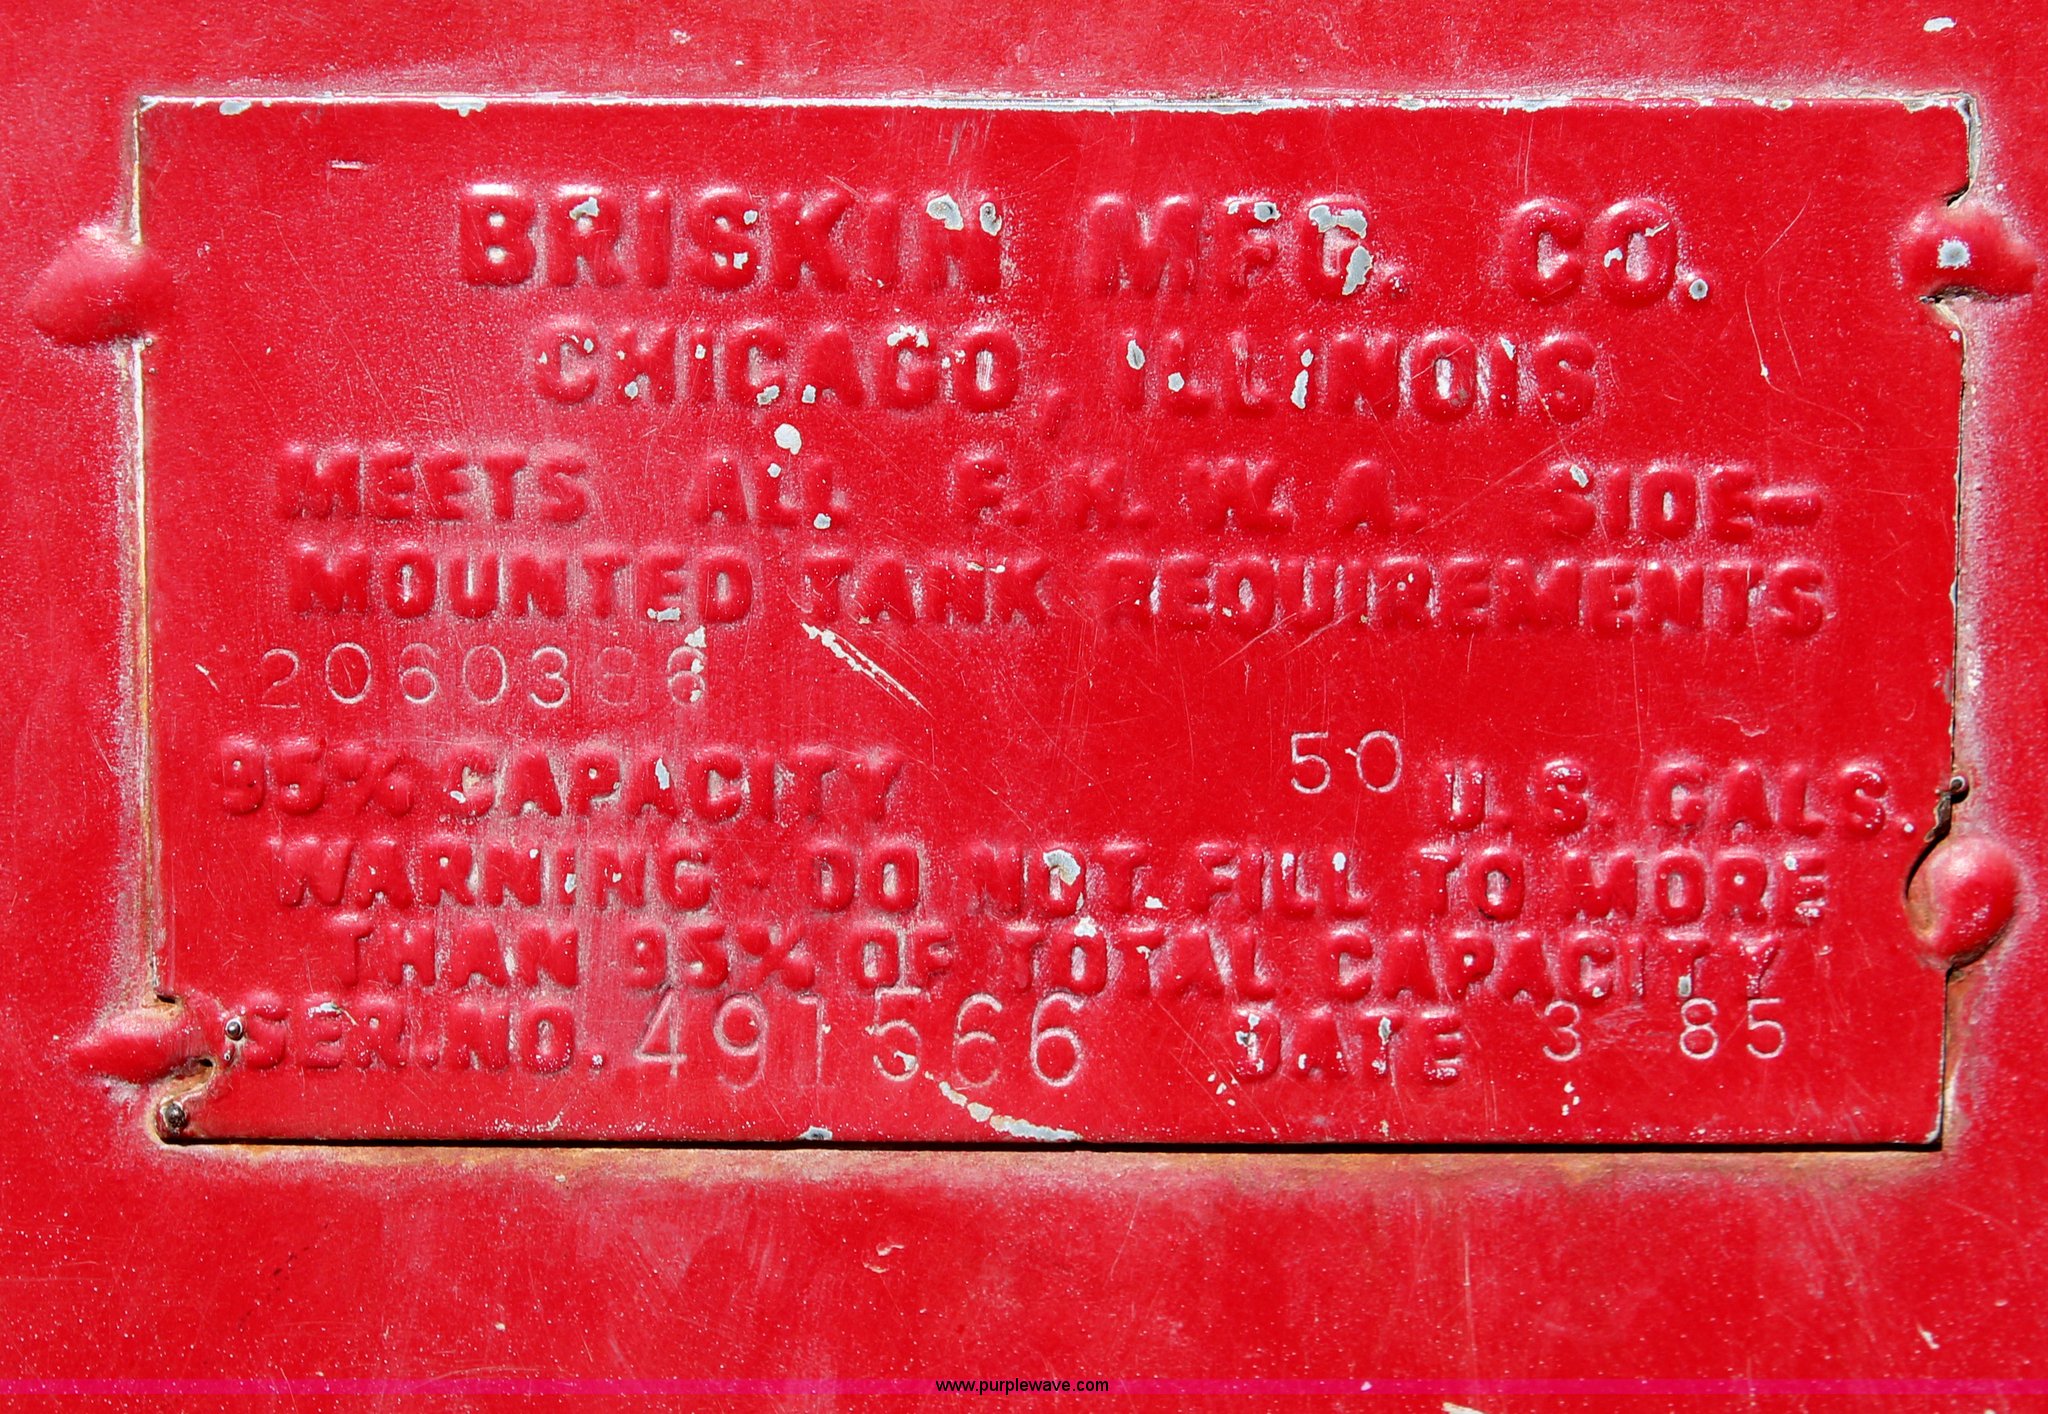 BRISKIN MFG. CO.
CHICAGO, ILLINOIS
MEETS ALL F.H.W.A. SIDE-
MOUNTED TANK REQUIREMENTS
95% CAPACITY 50 U.S. GALS.
WARNING - DO NOT FILL TO MORE
THAN 95% OF TOTAL CAPACITY
SER.NO. 491566 DATE 3 85
www.purplewave.com